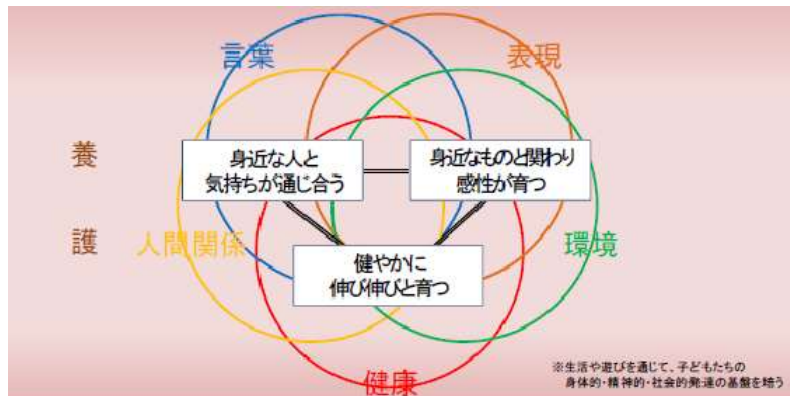 言葉
表現
養
護
身近な人と
気持ちが通じ合う
身近なものと関わり
感性が育つ
人間関係
環境
健やかに
伸び伸びと育つ
健康
※生活や遊びを通じて、子どもたちの
身体的・精神的・社会的発達の基盤を培う